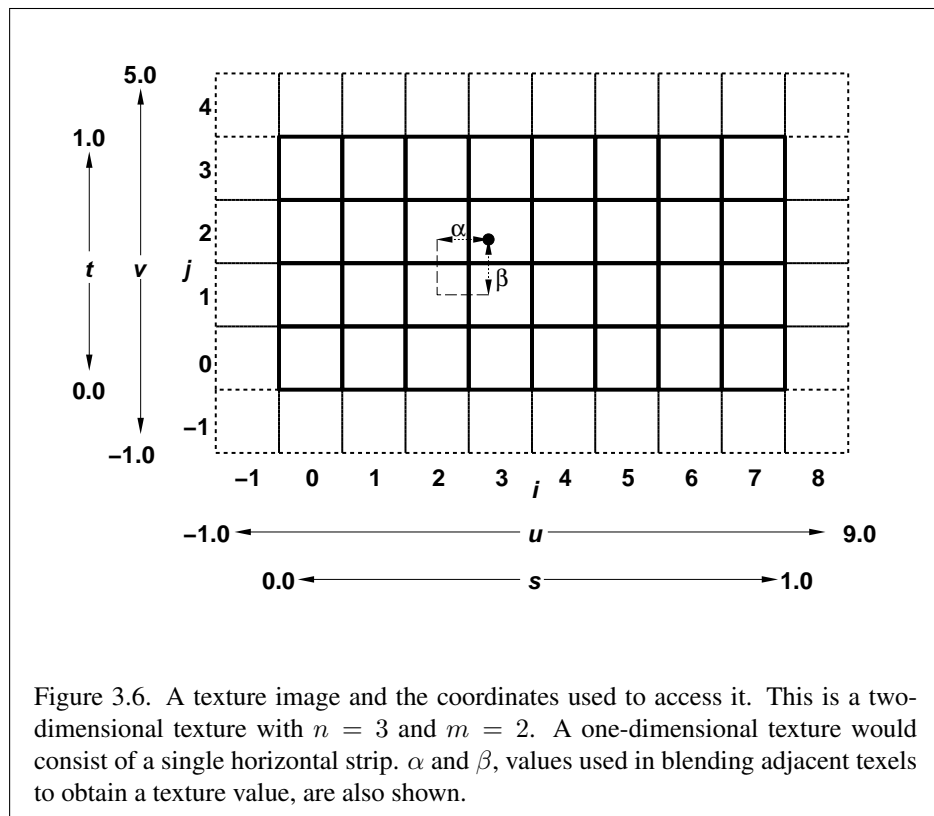 5.0
4
1.0
3
α
2
t v j
β
1
0
0.0
−1
−1.0
−1 0 1 2 3 4 5 6 7 8
i
−1.0 u 9.0
0.0 s 1.0
Figure 3.6. A texture image and the coordinates used to access it. This is a two-
dimensional texture with n = 3 and m = 2. A one-dimensional texture would
consist of a single horizontal strip. α and β, values used in blending adjacent texels
to obtain a texture value, are also shown.